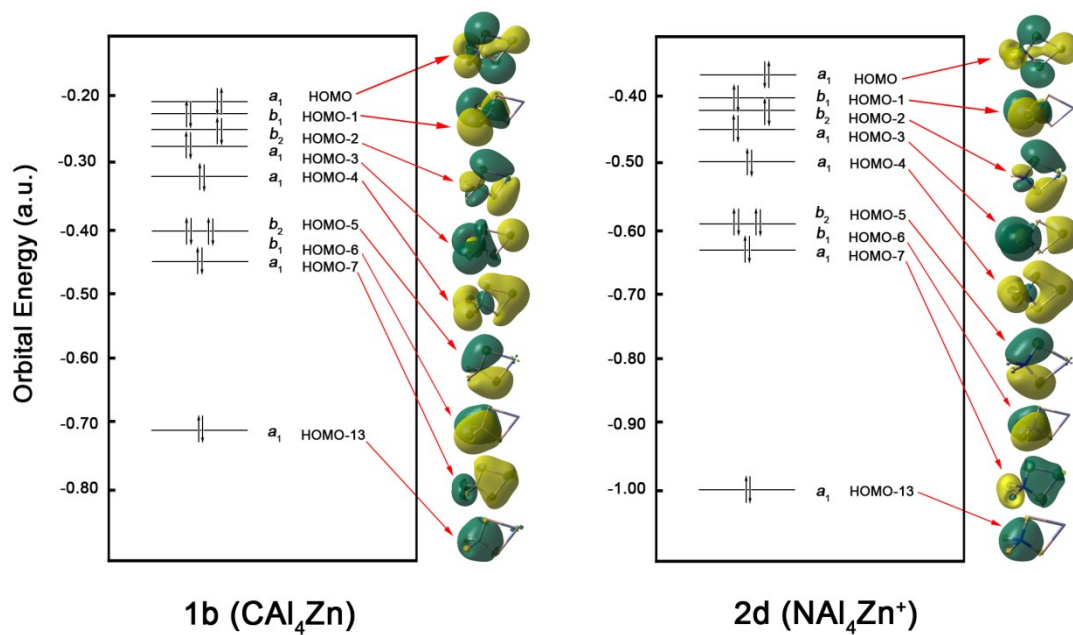 Orbital Energy (a.u.)
-0.20
-0.30
-0.40
-0.50
-0.60
-0.70
-0.80
a1 HOMO
b1 HOMO-1
b2 HOMO-2
a1 HOMO-3
a1 HOMO-4
b2 HOMO-5
b1 HOMO-6
a1 HOMO-7
a1 HOMO-13
1b (CAl4Zn)
-0.40
-0.50
-0.60
-0.70
-0.80
-0.90
-1.00
a1 HOMO
b1 HOMO-1
b2 HOMO-2
a1 HOMO-3
a1 HOMO-4
b2 HOMO-5
b1 HOMO-6
a1 HOMO-7
a1 HOMO-13
2d (NAl4Zn+)